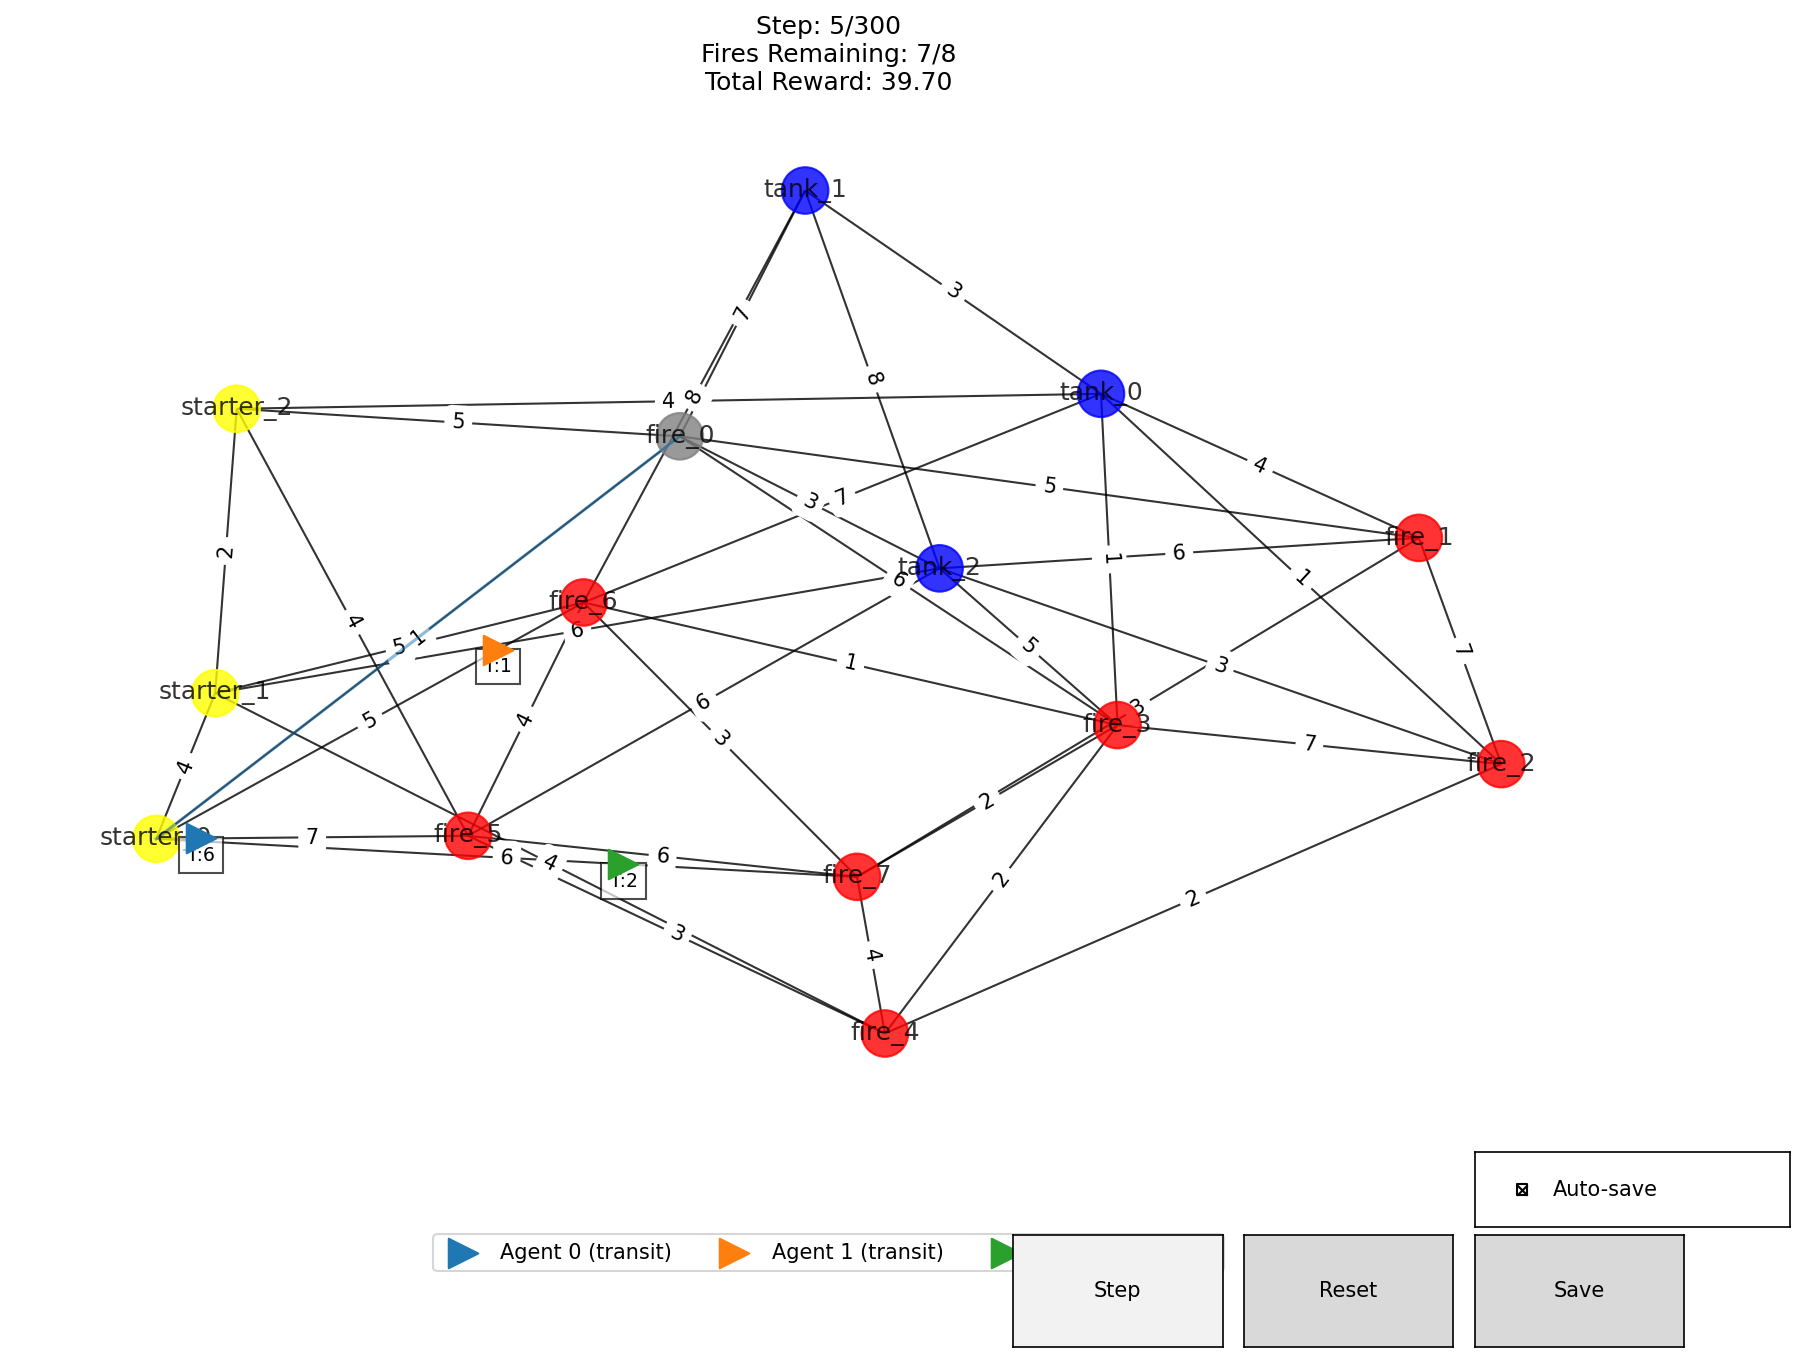 Step: 5/300
Fires Remaining: 7/8
Total Reward: 39.70
tank_1
3
7
8
8
tank_0
starter_2
4
5
fire_0
4
5
3
7
fire_1
2
1
6
tank_2
1
6
fire_6
4
6
5
1
5
T:1
1
3
7
starter_1
6
3
fire_3
5
4
3
7
fire_2
4
starter_0
T:6
7
fire_5
6
4
6
T:2
fire_7
2
2
2
3
4
fire_4
Auto-save
Agent 0 (transit)
Agent 1 (transit)
Step
Reset
Save